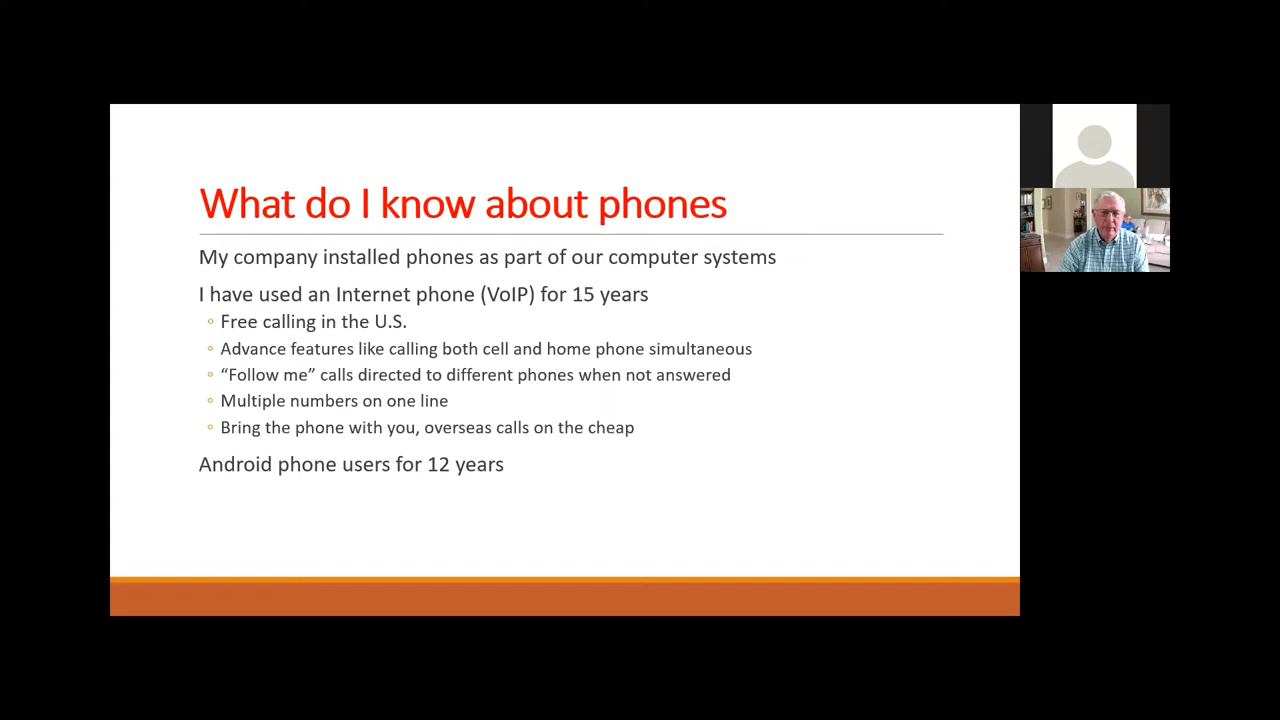 What do I know about phones
My company installed phones as part of our computer systems
I have used an Internet phone (VoIP) for 15 years
◦ Free calling in the U.S.
◦ Advance features like calling both cell and home phone simultaneous
◦ “Follow me” calls directed to different phones when not answered
◦ Multiple numbers on one line
◦ Bring the phone with you, overseas calls on the cheap
Android phone users for 12 years